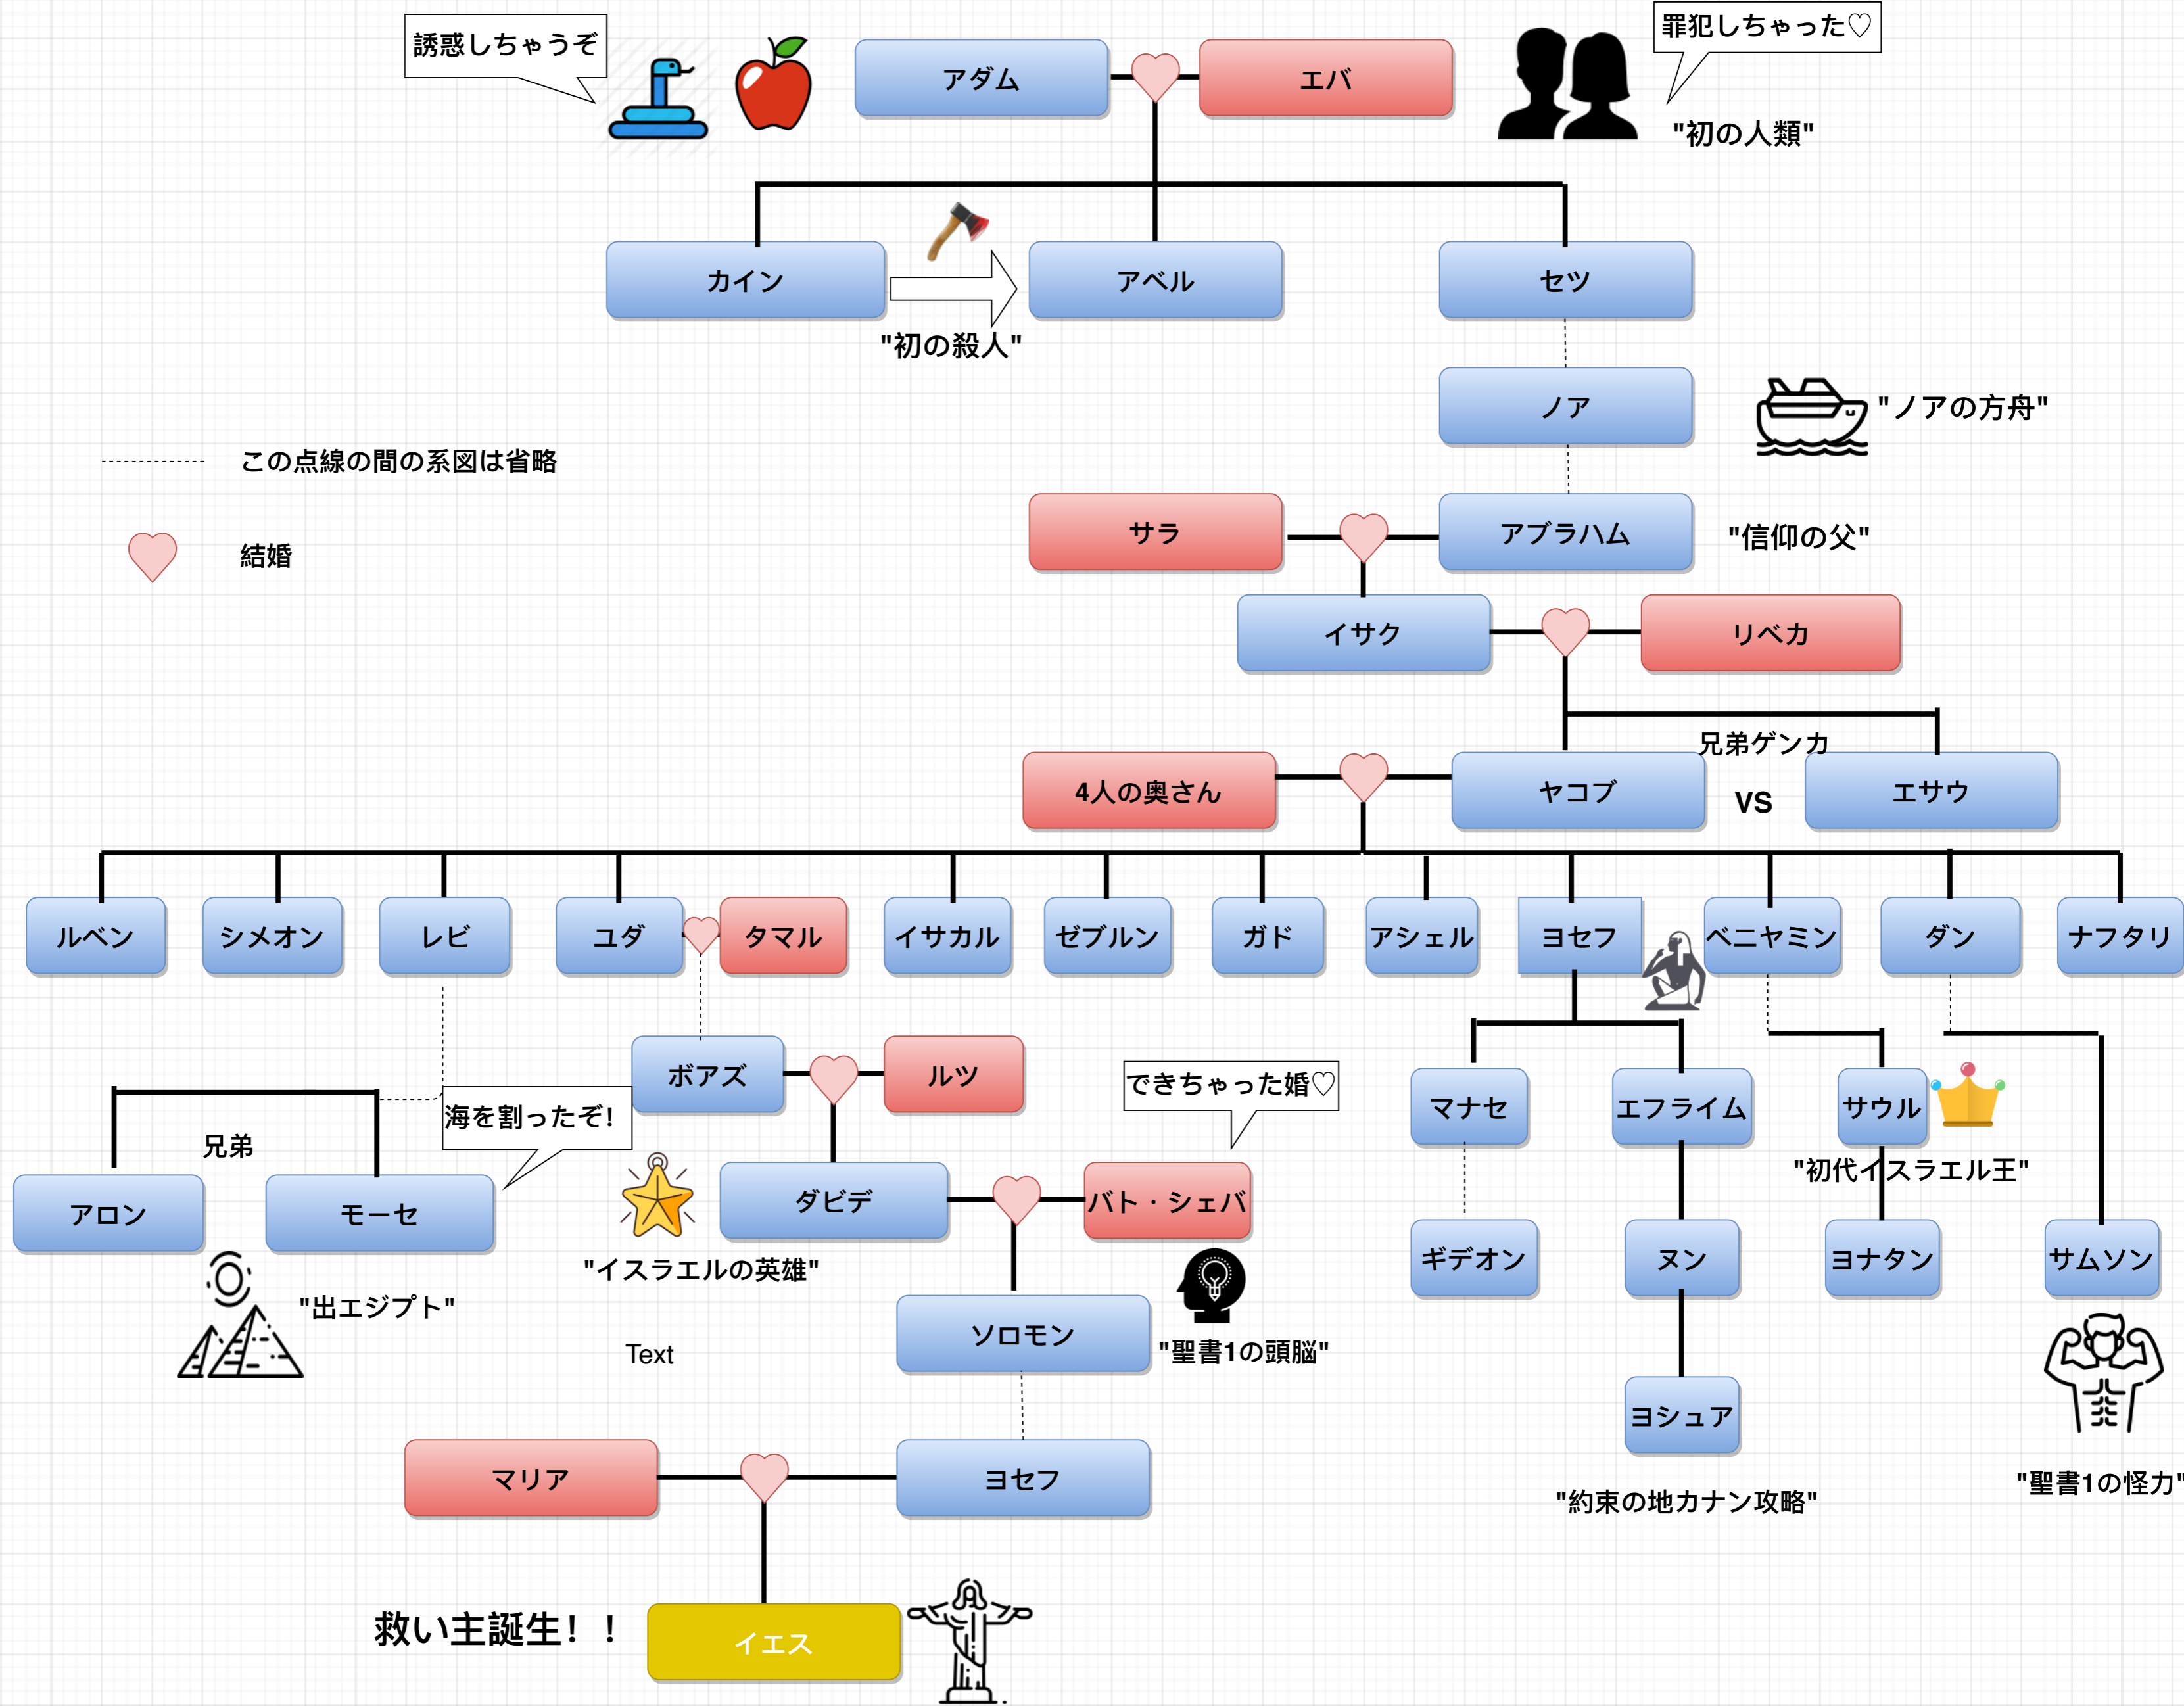 誘惑しちゃうぞ
アダム
エバ
罪犯しちゃった♡
"初の人類"
カイン
アベル
セツ
"初の殺人"
ノア
"ノアの方舟"
この点線の間の系図は省略
サラ
アブラハム
"信仰の父"
結婚
イサク
リベカ
兄弟ゲンカ
4人の奥さん
ヤコブ
VS
エサウ
ルベン
シメオン
レビ
ユダ
タマル
イサカル
ゼブルン
ガド
アシェル
ヨセフ
ベニヤミン
ダン
ナフタリ
ボアズ
ルツ
できちゃった婚♡
マナセ
エフライム
サウル
海を割ったぞ！
兄弟
"初代イスラエル王"
アロン
モーセ
ダビデ
バト・シェバ
"イスラエルの英雄"
ギデオン
ヌン
ヨナタン
サムソン
"出エジプト"
ソロモン
"聖書1の頭脳"
Text
ヨシュア
マリア
ヨセフ
"聖書1の怪力"
"約束の地カナン攻略"
救い主誕生！！
イエス